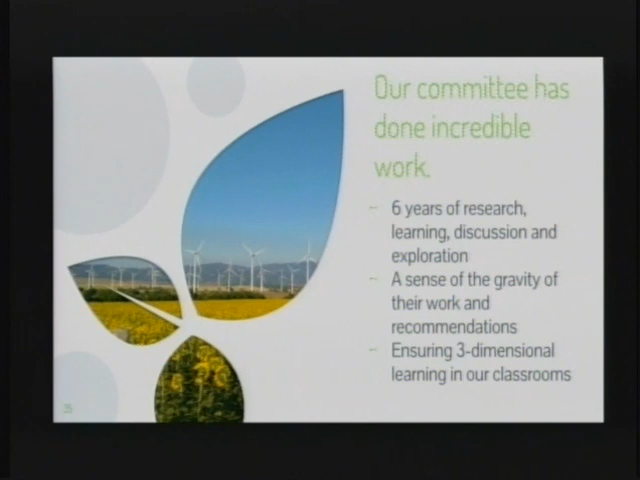 Our committee has
done incredible
work.
– 6 years of research,
learning, discussion and
exploration
– A sense of the gravity of
their work and
recommendations
– Ensuring 3-dimensional
learning in our classrooms